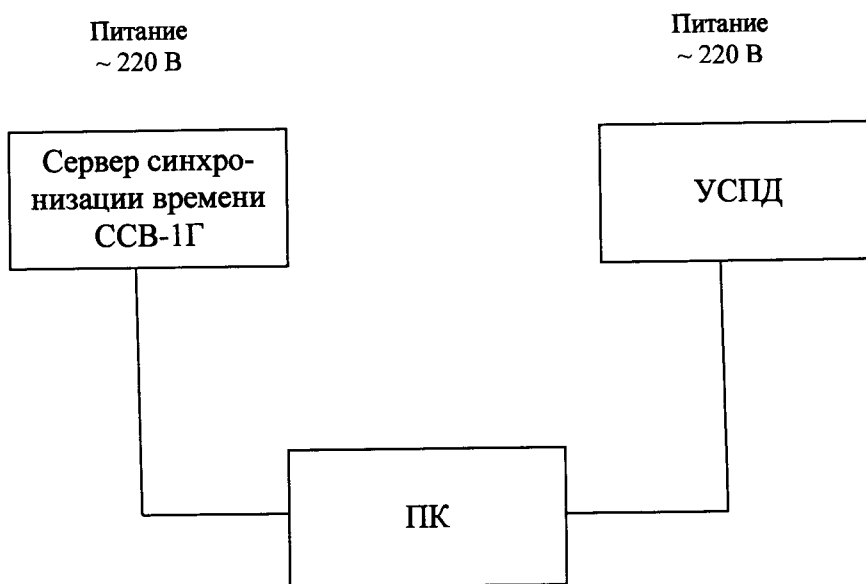 Питание
~ 220 В
Питание
~ 220 В
Сервер синхро-
низации времени
ССВ-1Г
УСПД
ПК